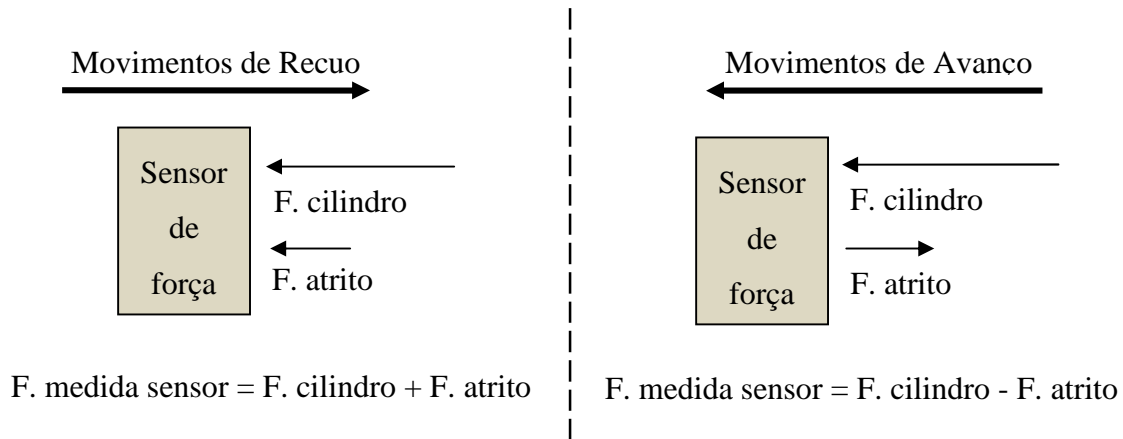 Movimentos de Recuo
Sensor
de
força
F. cilindro
F. atrito
F. medida sensor = F. cilindro + F. atrito
Movimentos de Avanço
Sensor
de
força
F. cilindro
F. atrito
F. medida sensor = F. cilindro - F. atrito